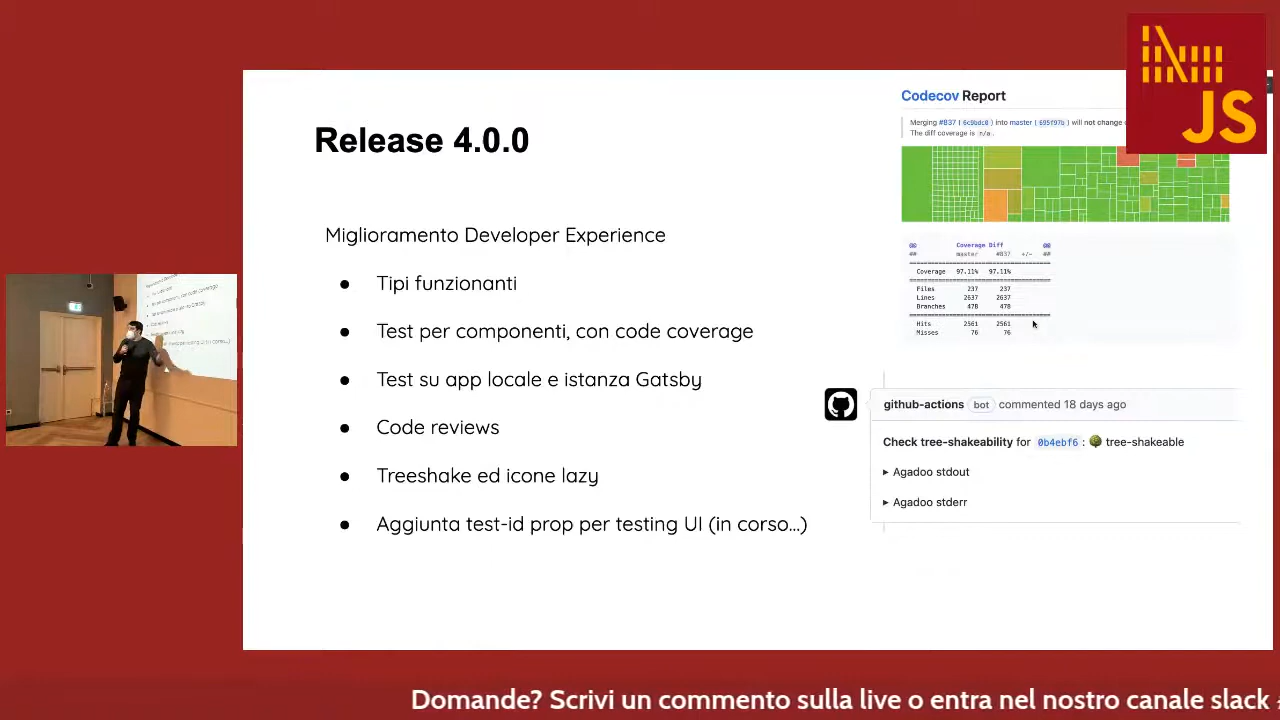 JS
Release 4.0.0
Miglioramento Developer Experience
● Tipi funzionanti
● Test per componenti, con code coverage
● Test su app locale e istanza Gatsby
● Code reviews
● Treeshake ed icone lazy
● Aggiunta test-id prop per testing UI (in corso...)
Codecov Report
Merging #837 (6c9bdc0) into master (695f97b) will not change
The diff coverage is n/a.
@@ Coverage Diff @@
## master #837 +/- ##
Coverage 97.11% 97.11%
Files 237 237
Lines 2637 2637
Branches 478 478
Hits 2561 2561
Misses 76 76
github-actions bot commented 18 days ago
Check tree-shakeability for 0b4ebf6: tree-shakeable
▸ Agadoo stdout
▸ Agadoo stderr
Domande? Scrivi un commento sulla live o entra nel nostro canale slack